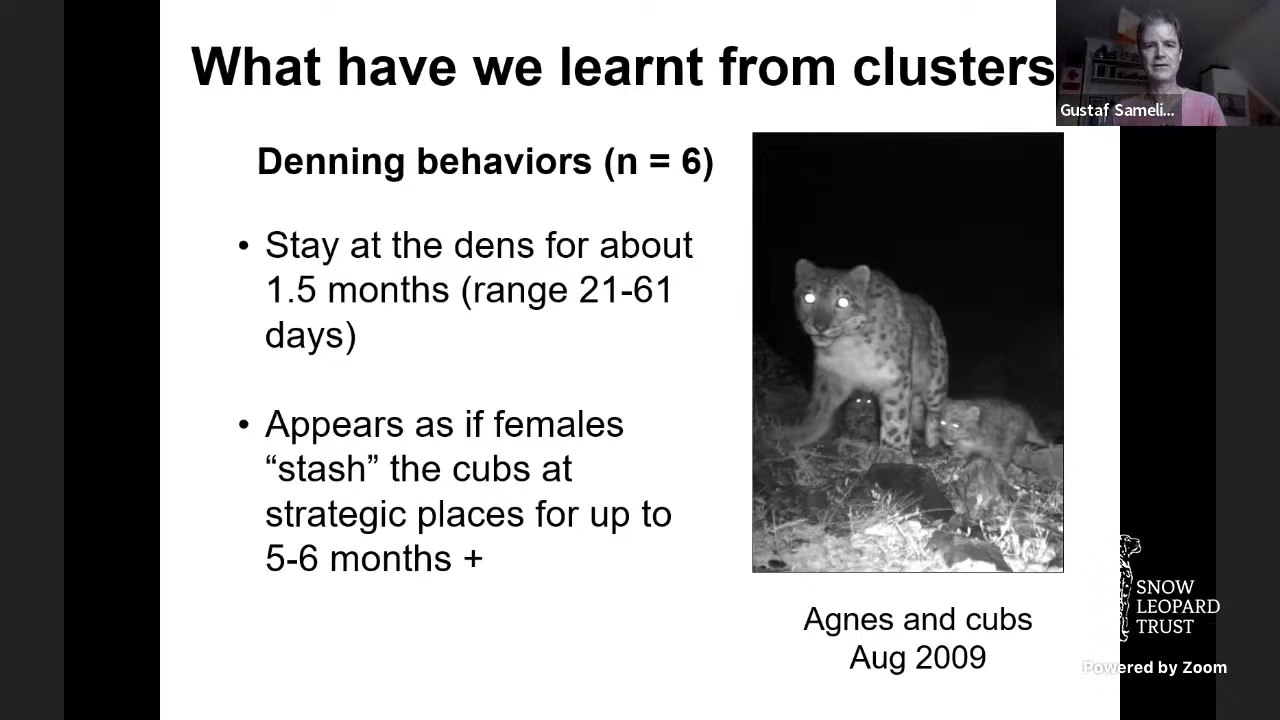 What have we learnt from clusters
Gustaf Sameli...
Denning behaviors (n = 6)
• Stay at the dens for about
1.5 months (range 21-61
days)
• Appears as if females
“stash” the cubs at
strategic places for up to
5-6 months +
Agnes and cubs
Aug 2009
SNOW
LEOPARD
TRUST
Powered by Zoom